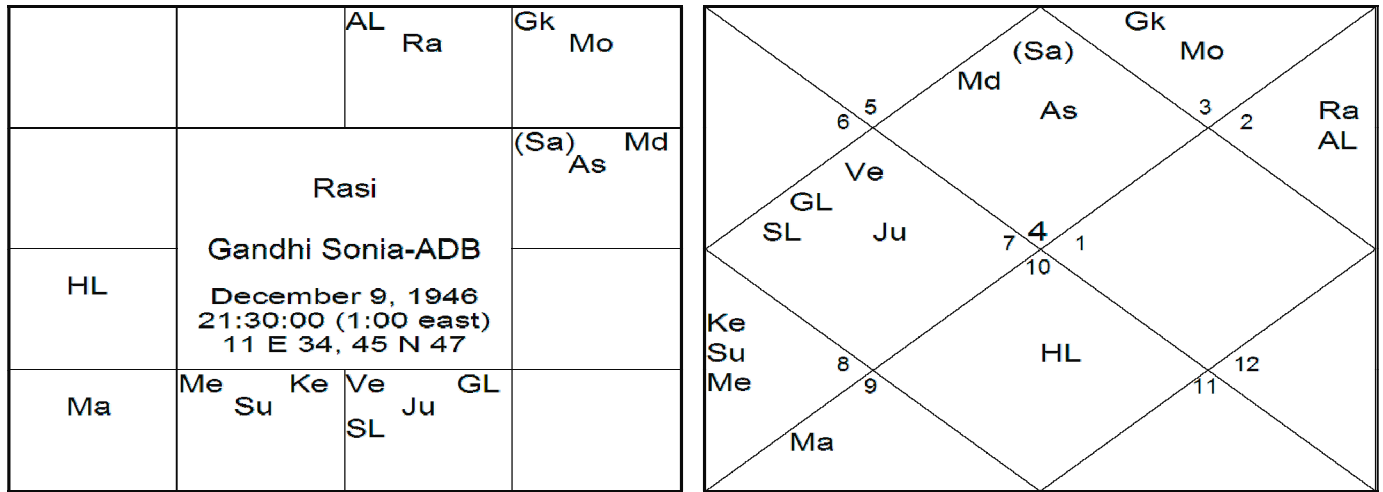 AL
Ra
Gk
Mo
(Sa) Md
As
Rasi
Gandhi Sonia-ADB
December 9, 1946
21:30:00 (1:00 east)
11 E 34, 45 N 47
HL
Ma
Me Ke
Su
Ve GL
Ju
SL
Gk
Mo
(Sa)
Md
As
5
6
3
2
Ra
AL
Ve
GL
SL Ju
7 4 1
10
Ke
Su
Me
HL
8
9
12
11
Ma